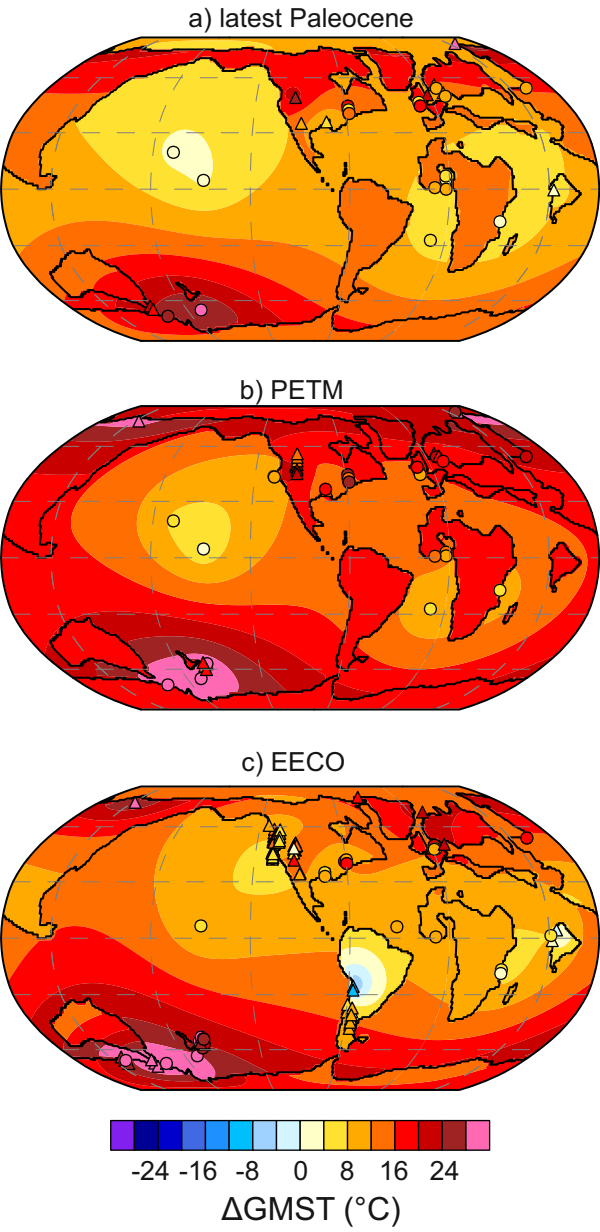 a) latest Paleocene
b) PETM
c) EECO
-24 -16 -8 0 8 16 24
ΔGMST (°C)